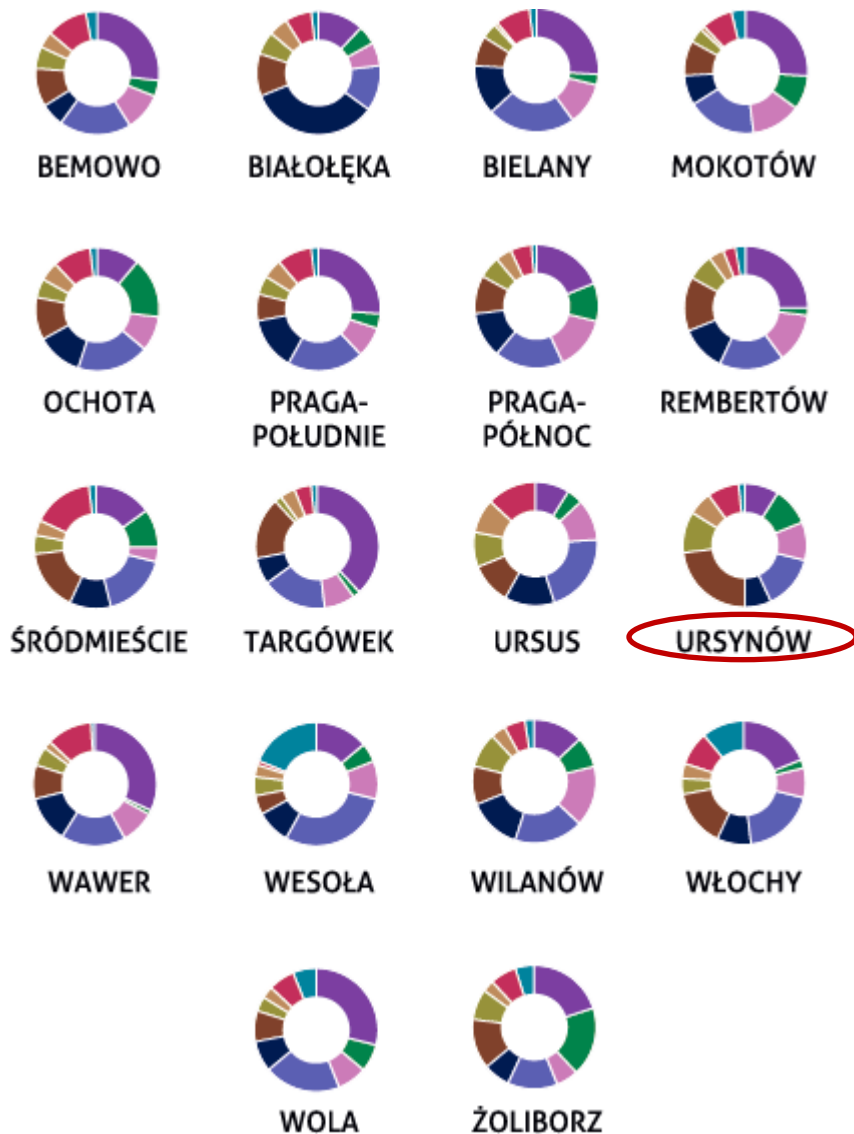 BEMOWO
BIAŁOŁĘKA
BIELANY
MOKOTÓW
OCHOTA
PRAGA-
POŁUDNIE
PRAGA-
PÓŁNOC
REMBERTÓW
ŚRÓDMIEŚCIE
TARGÓWEK
URSUS
URSYNÓW
WAWER
WESOŁA
WILANÓW
WŁOCHY
WOLA
ŻOLIBORZ